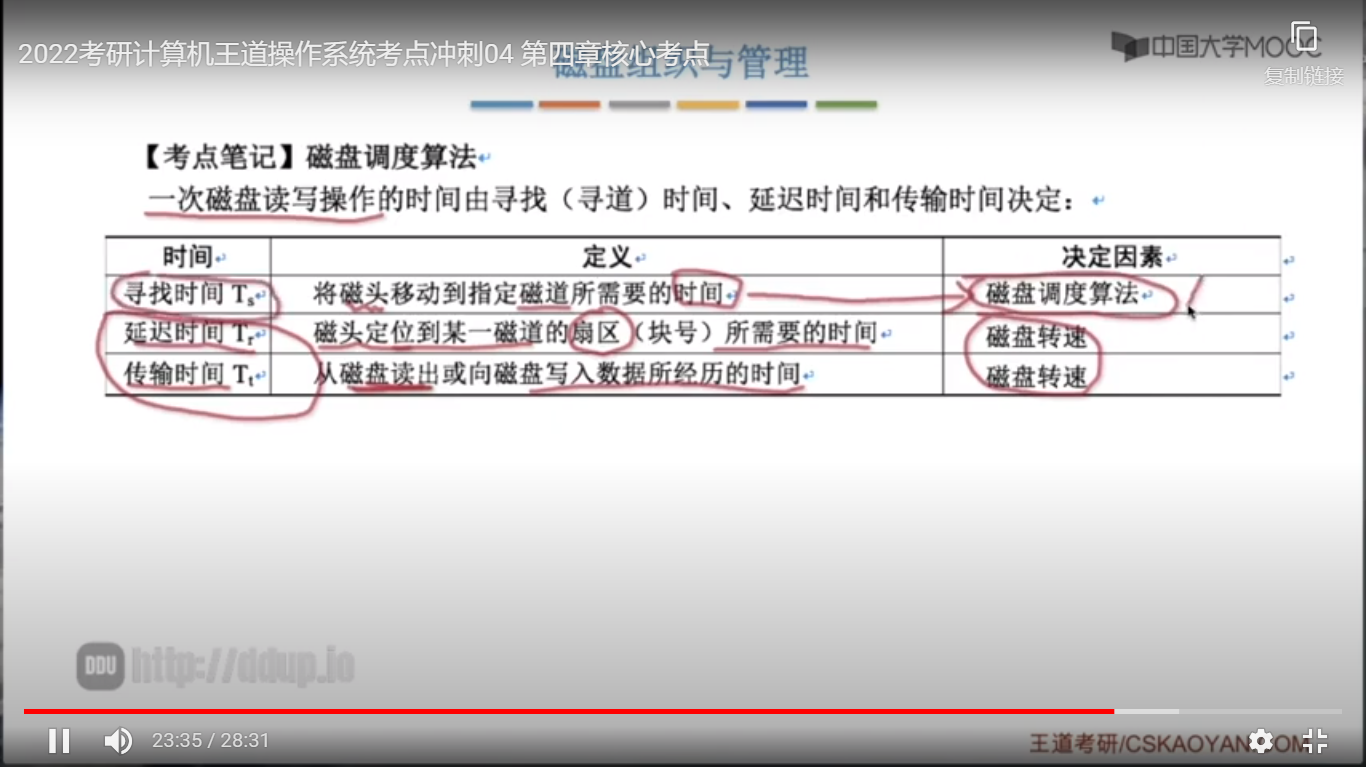 2022考研计算机王道操作系统考点冲刺04 第四章核心考点
磁盘组织与管理
中国大学MOOC
复制链接
【考点笔记】磁盘调度算法
一次磁盘读写操作的时间由寻找（寻道）时间、延迟时间和传输时间决定：
时间 定义 决定因素
寻找时间 Ts 将磁头移动到指定磁道所需要的时间 磁盘调度算法
延迟时间 Tr 磁头定位到某一磁道的扇区（块号）所需要的时间 磁盘转速
传输时间 Tt 从磁盘读出或向磁盘写入数据所经历的时间 磁盘转速
DDU http://ddup.io
23:35 / 28:31
王道考研/CSKAOYAN.COM